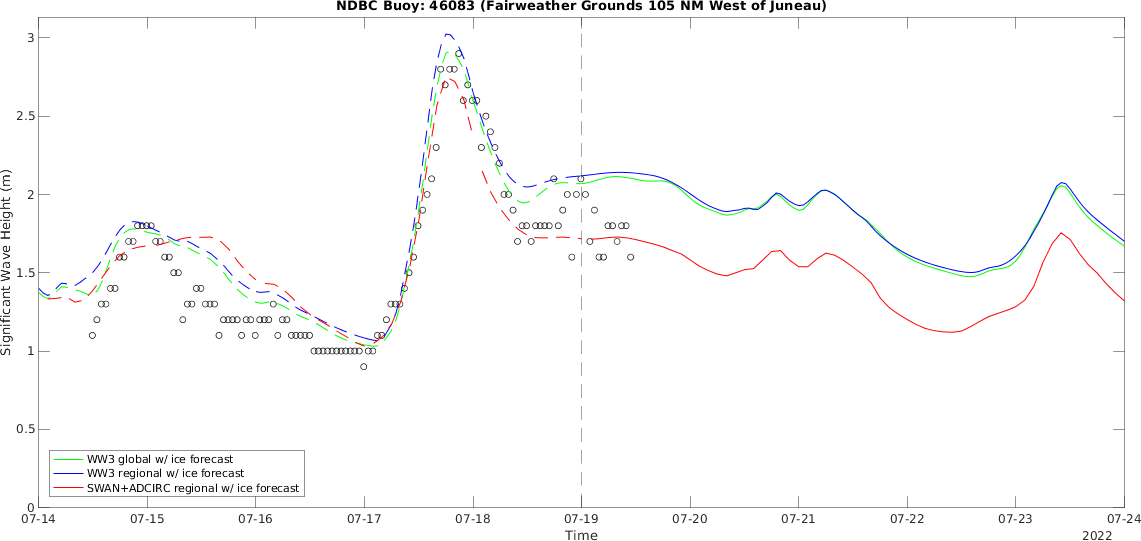 NDBC Buoy: 46083 (Fairweather Grounds 105 NM West of Juneau)
Significant Wave Height (m)
3
2.5
2
1.5
1
0.5
0
WW3 global w/ ice forecast
WW3 regional w/ ice forecast
SWAN+ADCIRC regional w/ ice forecast
07-14 07-15 07-16 07-17 07-18 07-19 07-20 07-21 07-22 07-23 07-24
Time
2022